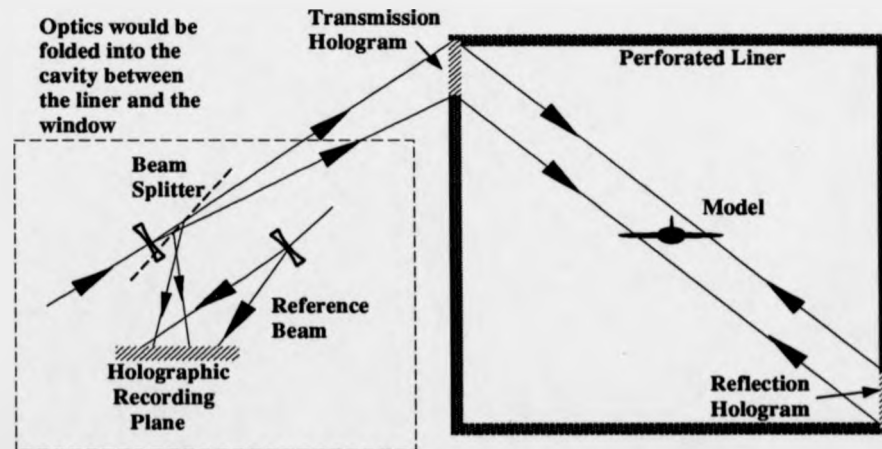 Optics would be
folded into the
cavity between
the liner and the
window
Transmission
Hologram
Perforated Liner
Beam
Splitter
Model
Reference
Beam
Holographic
Recording
Plane
Reflection
Hologram